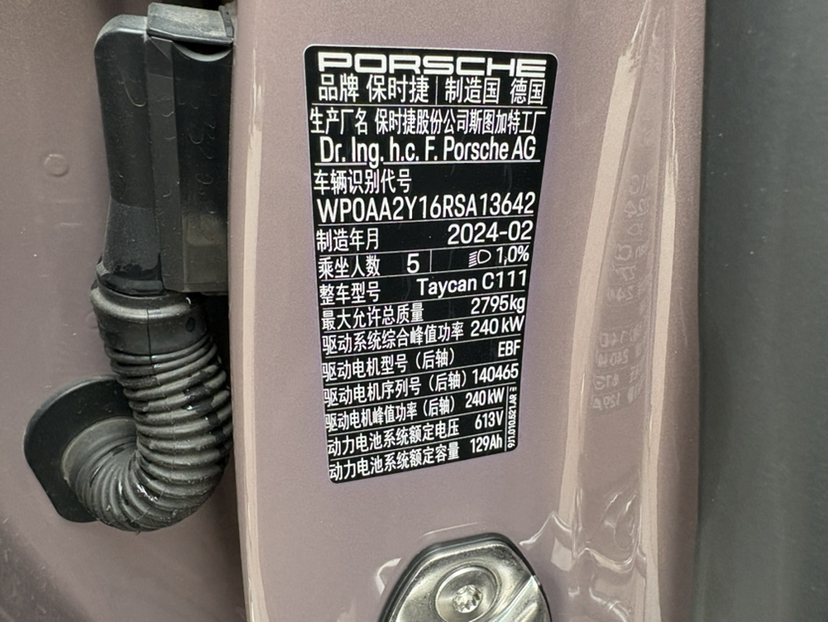 PORSCHE
品牌 保时捷 制造国 德国
生产厂名 保时捷股份公司斯图加特工厂
Dr. Ing. h.c. F. Porsche AG
车辆识别代号
WP0AA2Y16RSA13642
制造年月 2024-02
乘坐人数 5 1,0%
整车型号 Taycan C111
最大允许总质量 2795kg
驱动系统综合峰值功率 240 kW
驱动电机型号（后轴） EBF
驱动电机序列号（后轴） 140465
驱动电机峰值功率（后轴） 240 kW
动力电池系统额定电压 613V
动力电池系统额定容量 129Ah
9J1.010.621.AR